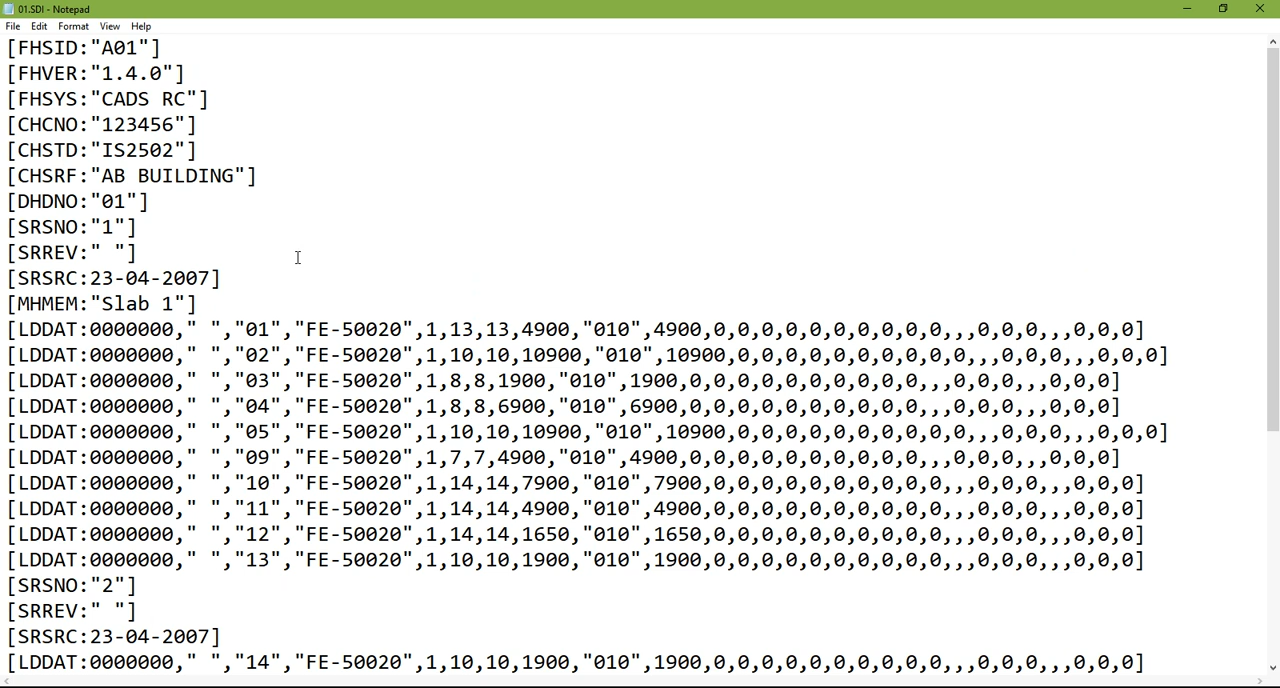 01.SDI - Notepad
File Edit Format View Help
[FHSID:"A01"]
[FHVER:"1.4.0"]
[FHSYS:"CADS RC"]
[CHCNO:"123456"]
[CHSTD:"IS2502"]
[CHSRF:"AB BUILDING"]
[DHDNO:"01"]
[SRSNO:"1"]
[SRREV:" "]
[SRSRC:23-04-2007]
[MHMEM:"Slab 1"]
[LDDAT:0000000," ","01","FE-50020",1,13,13,4900,"010",4900,0,0,0,0,0,0,0,0,0,0,,,0,0,0,,,0,0,0]
[LDDAT:0000000," ","02","FE-50020",1,10,10,10900,"010",10900,0,0,0,0,0,0,0,0,0,0,,,0,0,0,,,0,0,0]
[LDDAT:0000000," ","03","FE-50020",1,8,8,1900,"010",1900,0,0,0,0,0,0,0,0,0,0,,,0,0,0,,,0,0,0]
[LDDAT:0000000," ","04","FE-50020",1,8,8,6900,"010",6900,0,0,0,0,0,0,0,0,0,0,,,0,0,0,,,0,0,0]
[LDDAT:0000000," ","05","FE-50020",1,10,10,10900,"010",10900,0,0,0,0,0,0,0,0,0,0,,,0,0,0,,,0,0,0]
[LDDAT:0000000," ","09","FE-50020",1,7,7,4900,"010",4900,0,0,0,0,0,0,0,0,0,0,,,0,0,0,,,0,0,0]
[LDDAT:0000000," ","10","FE-50020",1,14,14,7900,"010",7900,0,0,0,0,0,0,0,0,0,0,,,0,0,0,,,0,0,0]
[LDDAT:0000000," ","11","FE-50020",1,14,14,4900,"010",4900,0,0,0,0,0,0,0,0,0,0,,,0,0,0,,,0,0,0]
[LDDAT:0000000," ","12","FE-50020",1,14,14,1650,"010",1650,0,0,0,0,0,0,0,0,0,0,,,0,0,0,,,0,0,0]
[LDDAT:0000000," ","13","FE-50020",1,10,10,1900,"010",1900,0,0,0,0,0,0,0,0,0,0,,,0,0,0,,,0,0,0]
[SRSNO:"2"]
[SRREV:" "]
[SRSRC:23-04-2007]
[LDDAT:0000000," ","14","FE-50020",1,10,10,1900,"010",1900,0,0,0,0,0,0,0,0,0,0,,,0,0,0,,,0,0,0]